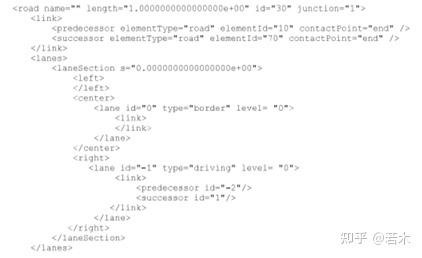 <road name="" length="1.0000000000000000e+00" id="30" junction="1">
<link>
<predecessor elementType="road" elementId="10" contactPoint="end" />
<successor elementType="road" elementId="70" contactPoint="end" />
</link>
<lanes>
<laneSection s="0.0000000000000000e+00">
<left>
</left>
<center>
<lane id="0" type="border" level= "0">
<link>
</link>
</lane>
</center>
<right>
<lane id="-1" type="driving" level= "0">
<link>
<predecessor id="-2"/>
<successor id="1"/>
</link>
</lane>
</right>
</laneSection>
</lanes>
知乎 @若木